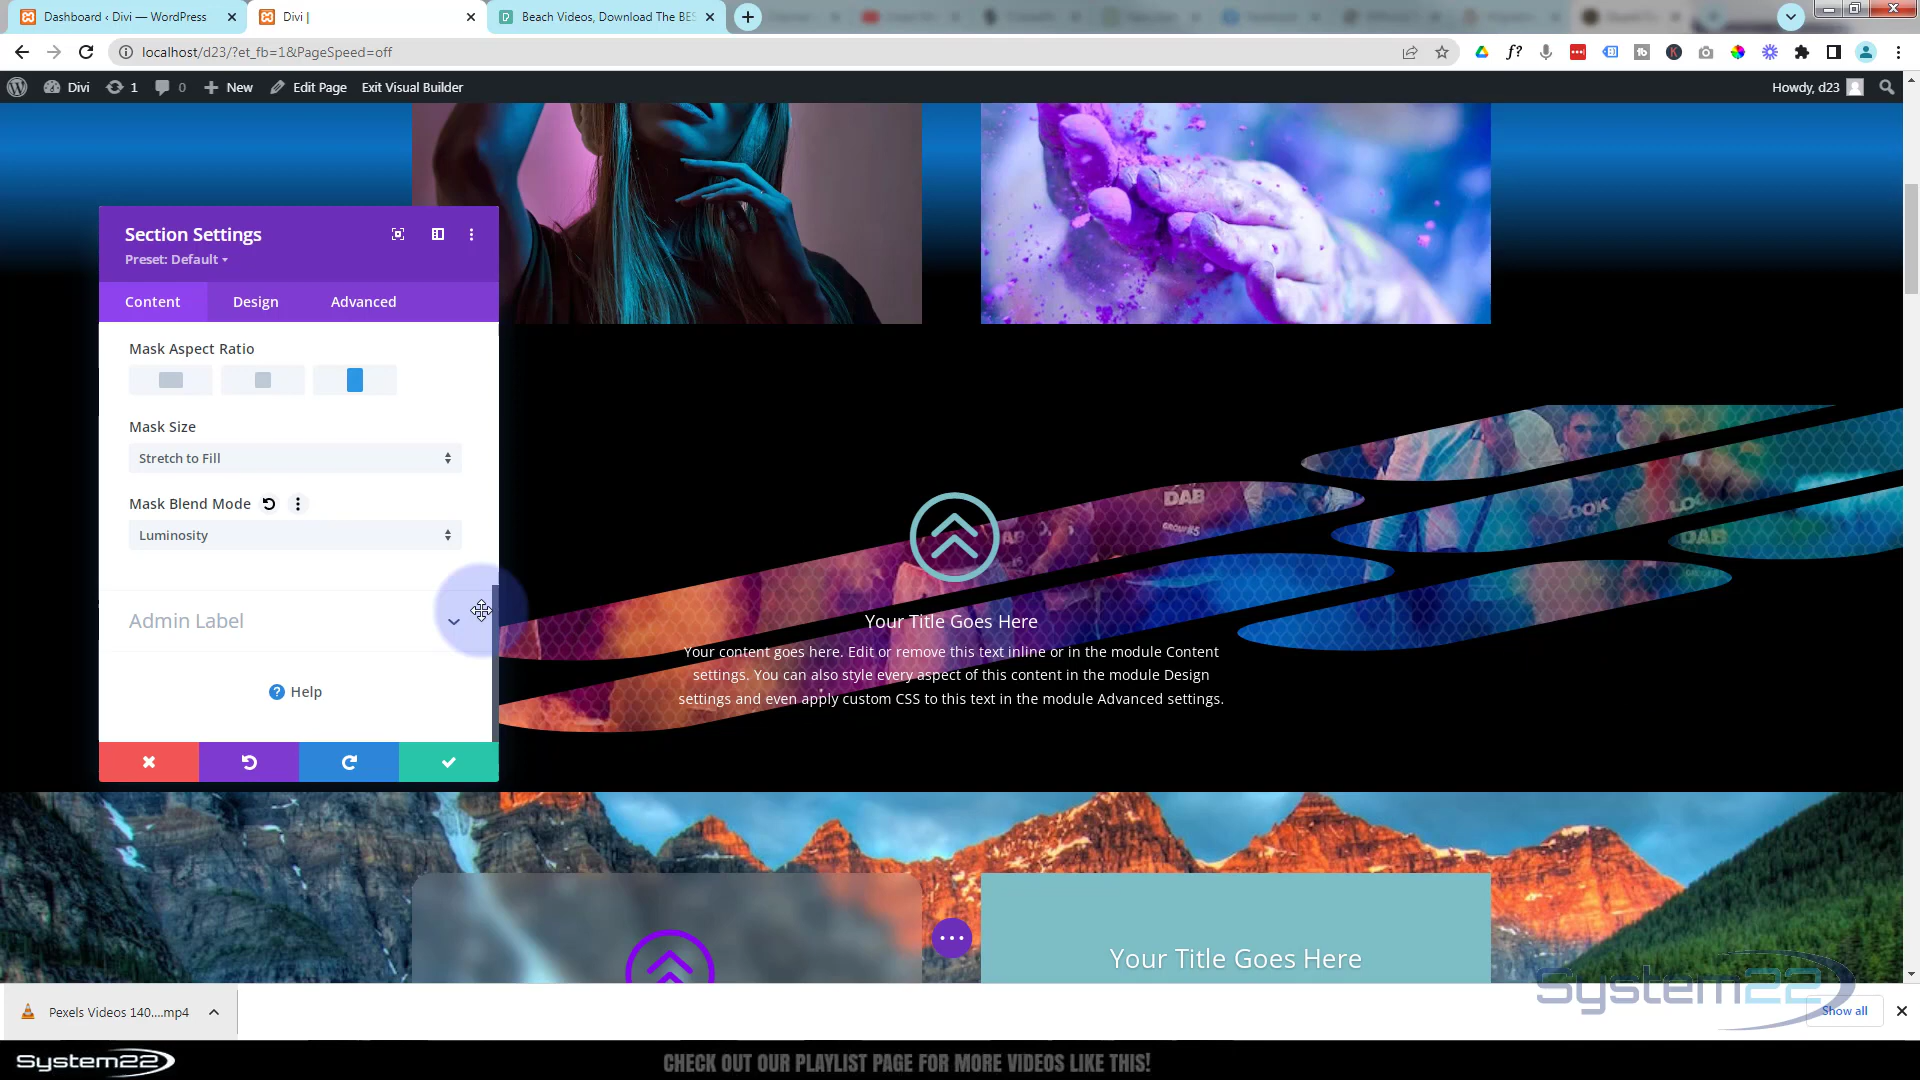 Dashboard ‹ Divi — WordPress
Divi |
Beach Videos, Download The BES
localhost/d23/?et_fb=1&PageSpeed=off
Divi
1
0
New
Edit Page
Exit Visual Builder
Howdy, d23
Section Settings
Preset: Default
Content
Design
Advanced
Mask Aspect Ratio
Mask Size
Stretch to Fill
Mask Blend Mode
Luminosity
Admin Label
Help
DAB
LOOK
DAB
Your Title Goes Here
Your content goes here. Edit or remove this text inline or in the module Content
settings. You can also style every aspect of this content in the module Design
settings and even apply custom CSS to this text in the module Advanced settings.
Your Title Goes Here
System22
Pexels Videos 140....mp4
Show all
System22
CHECK OUT OUR PLAYLIST PAGE FOR MORE VIDEOS LIKE THIS!